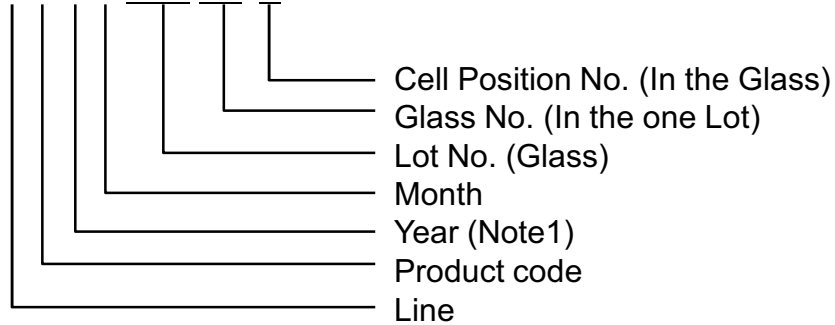 Cell Position No. (In the Glass)
Glass No. (In the one Lot)
Lot No. (Glass)
Month
Year (Note1)
Product code
Line